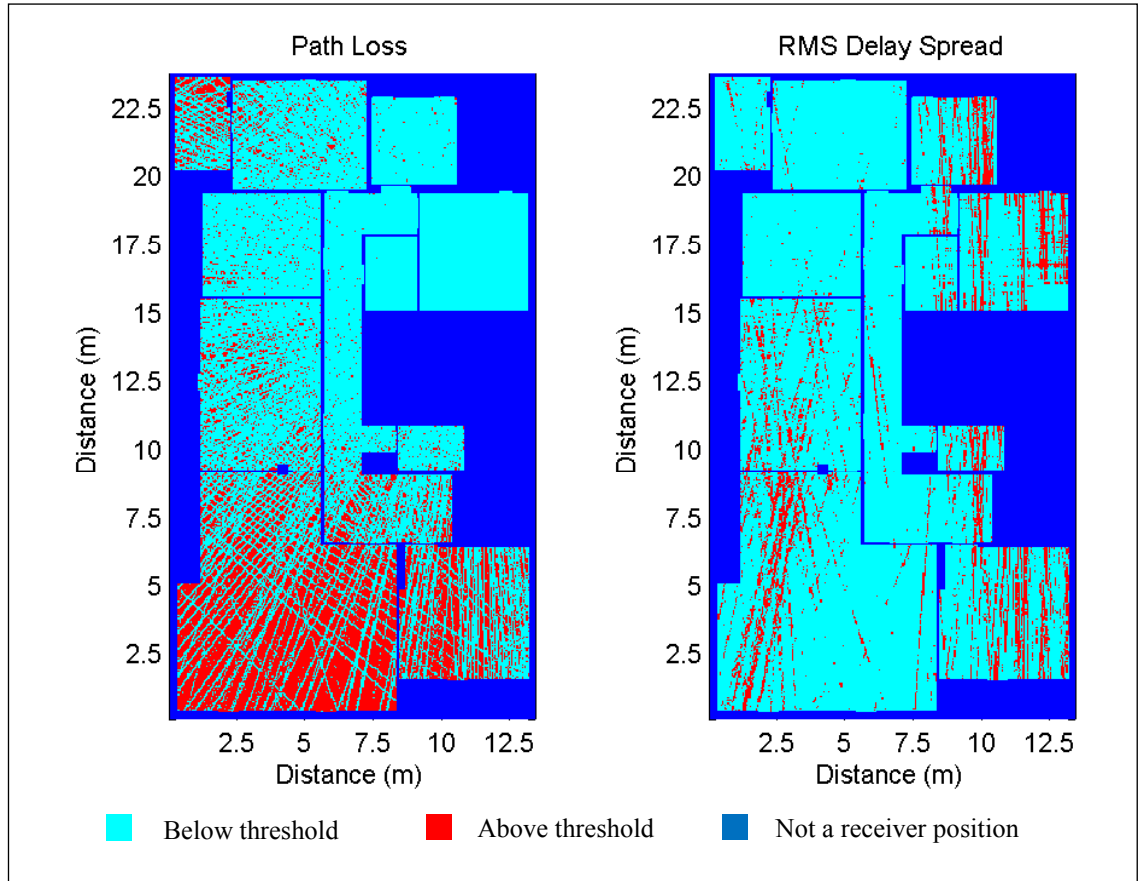 Path Loss
22.5
20
17.5
15
12.5
10
7.5
5
2.5
Distance (m)
2.5 5 7.5 10 12.5
Distance (m)
RMS Delay Spread
22.5
20
17.5
15
12.5
10
7.5
5
2.5
Distance (m)
2.5 5 7.5 10 12.5
Distance (m)
Below threshold
Above threshold
Not a receiver position